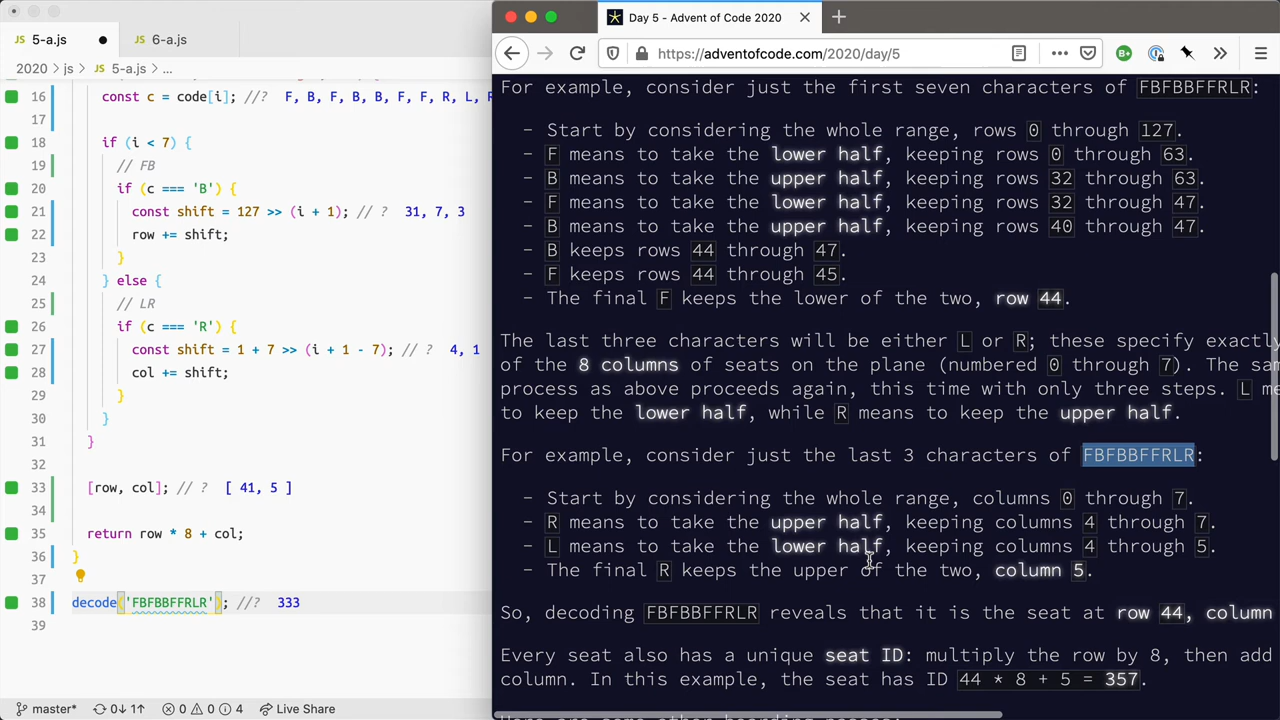 5-a.js
6-a.js
2020 > js > 5-a.js > ...
16 const c = code[i]; //? F, B, F, B, B, F, F, R, L, R
17
18 if (i < 7) {
19 // FB
20 if (c === 'B') {
21 const shift = 127 >> (i + 1); // ? 31, 7, 3
22 row += shift;
23 }
24 } else {
25 // LR
26 if (c === 'R') {
27 const shift = 1 + 7 >> (i + 1 - 7); // ? 4, 1
28 col += shift;
29 }
30 }
31 }
32
33 [row, col]; // ? [ 41, 5 ]
34
35 return row * 8 + col;
36 }
37
38 decode('FBFBBFFRLR'); //? 333
39
master* 0↓ 1↑ 0 0 4 Live Share
Day 5 - Advent of Code 2020
https://adventofcode.com/2020/day/5
For example, consider just the first seven characters of FBFBBFFRLR:
- Start by considering the whole range, rows 0 through 127.
- F means to take the lower half, keeping rows 0 through 63.
- B means to take the upper half, keeping rows 32 through 63.
- F means to take the lower half, keeping rows 32 through 47.
- B means to take the upper half, keeping rows 40 through 47.
- B keeps rows 44 through 47.
- F keeps rows 44 through 45.
- The final F keeps the lower of the two, row 44.
The last three characters will be either L or R; these specify exactly
of the 8 columns of seats on the plane (numbered 0 through 7). The sa
process as above proceeds again, this time with only three steps. L me
to keep the lower half, while R means to keep the upper half.
For example, consider just the last 3 characters of FBFBBFFRLR:
- Start by considering the whole range, columns 0 through 7.
- R means to take the upper half, keeping columns 4 through 7.
- L means to take the lower half, keeping columns 4 through 5.
- The final R keeps the upper of the two, column 5.
So, decoding FBFBBFFRLR reveals that it is the seat at row 44, column
Every seat also has a unique seat ID: multiply the row by 8, then add
column. In this example, the seat has ID 44 * 8 + 5 = 357.